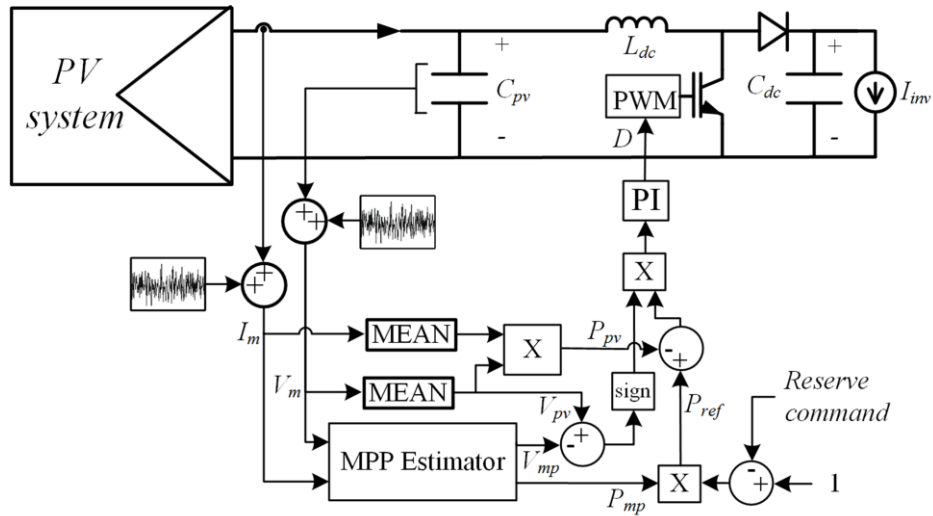 PV
system
+
C_pv
-
L_dc
PWM
D
C_dc
+
-
I_inv
PI
X
+
+
+
+
I_m
MEAN
X
P_pv
-
+
V_m
MEAN
V_pv
sign
P_ref
Reserve
command
MPP Estimator
V_mp
-
+
P_mp
X
-
+
1